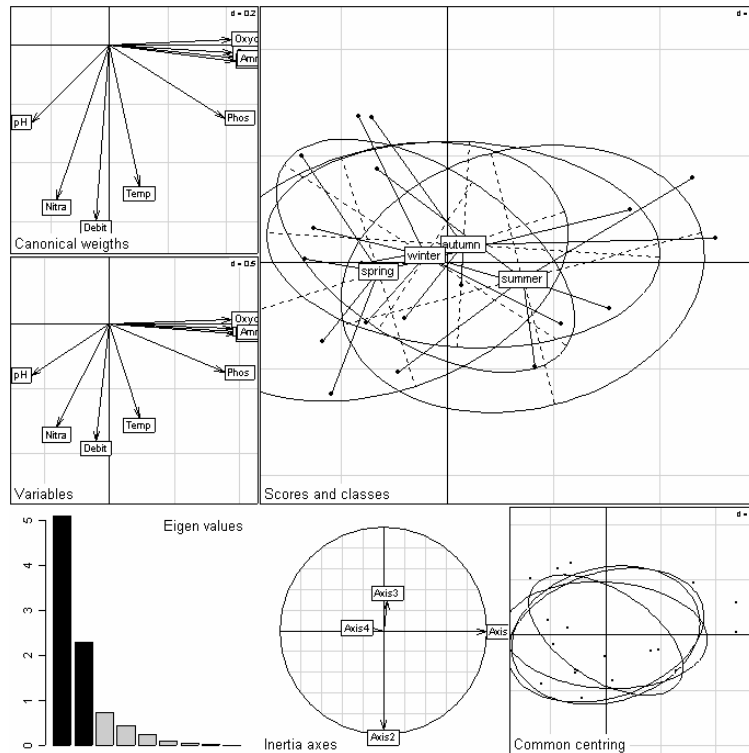 d = 0.2
Oxyg
Amm
pH
Phos
Nitra
Temp
Debit
Canonical weigths
d = 0.5
Oxyg
Amm
pH
Phos
Nitra
Temp
Debit
Variables
d =
autumn
winter
spring
summer
Scores and classes
Eigen values
5
4
3
2
1
0
Axis3
Axis4
Axis
Axis2
Inertia axes
d =
Common centring